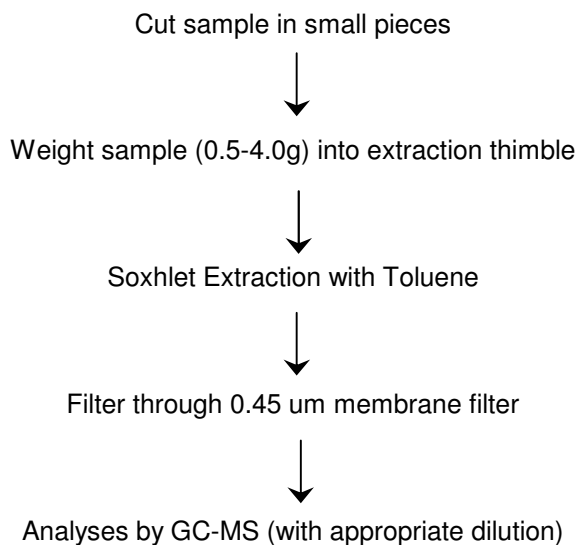 Cut sample in small pieces
Weight sample (0.5-4.0g) into extraction thimble
Soxhlet Extraction with Toluene
Filter through 0.45 um membrane filter
Analyses by GC-MS (with appropriate dilution)